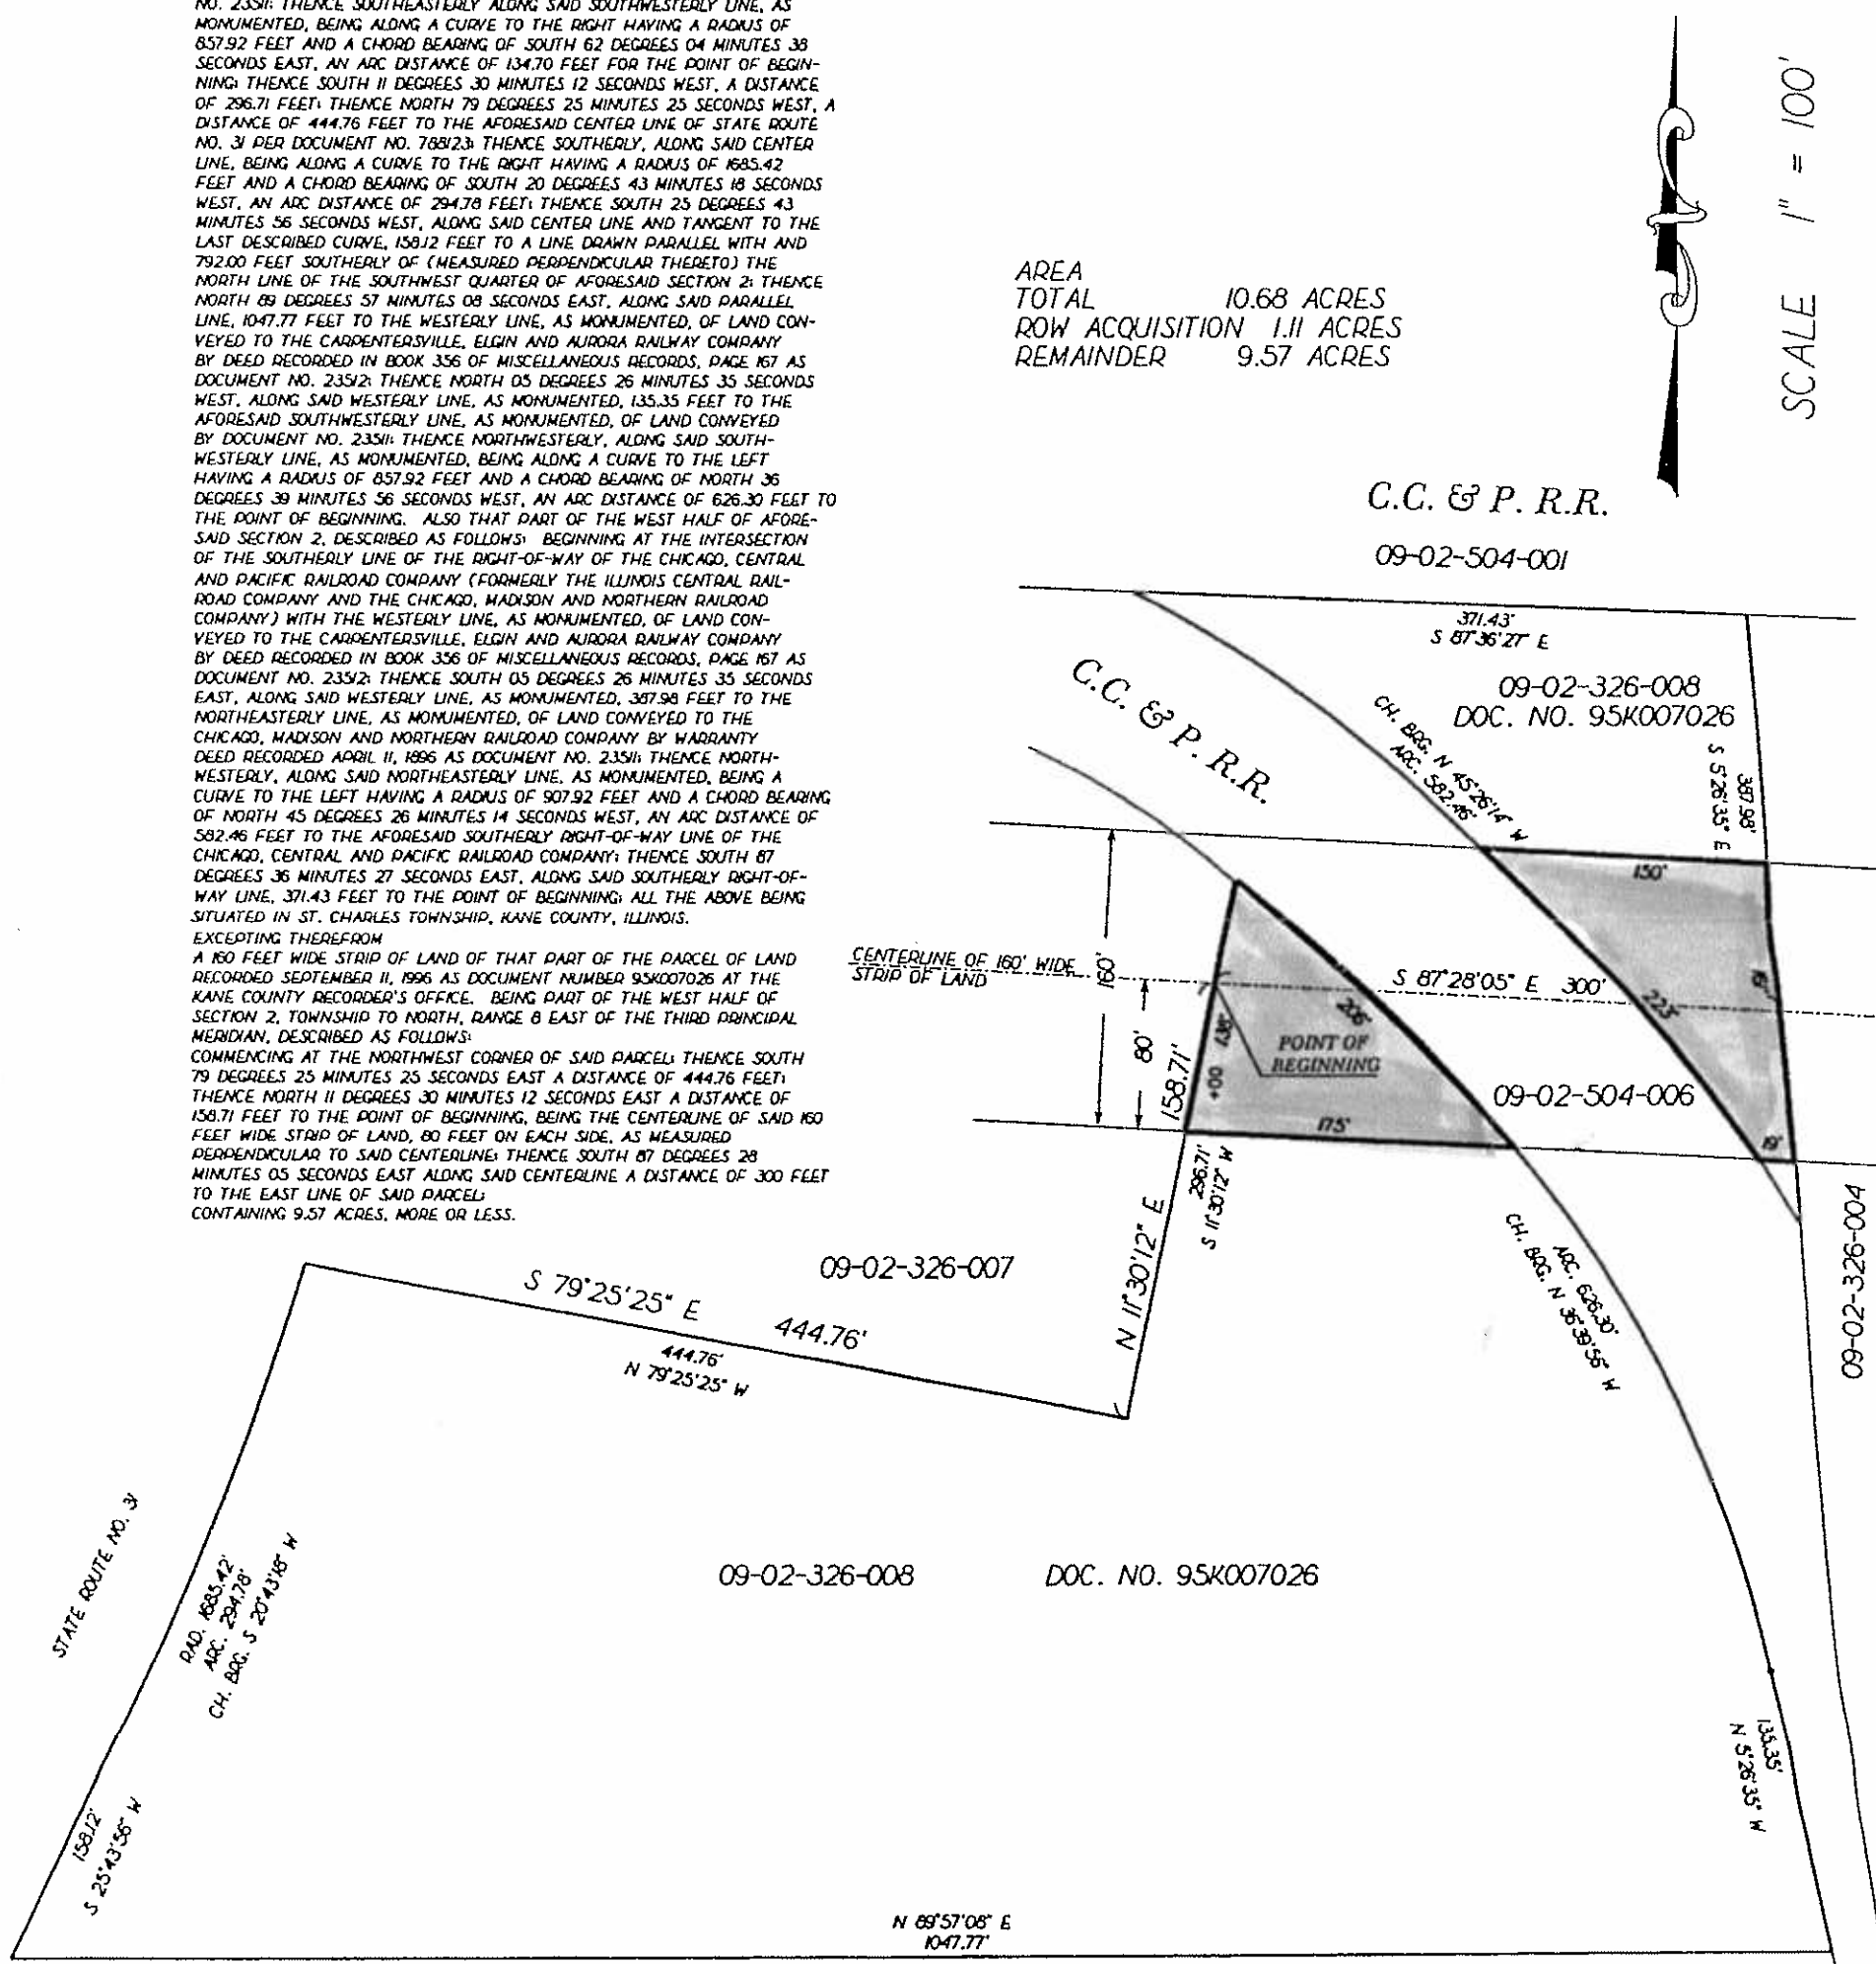 NO. 23511; THENCE SOUTHEASTERLY ALONG SAID SOUTHWESTERLY LINE, AS
MONUMENTED, BEING ALONG A CURVE TO THE RIGHT HAVING A RADIUS OF
857.92 FEET AND A CHORD BEARING OF SOUTH 62 DEGREES 04 MINUTES 38
SECONDS EAST, AN ARC DISTANCE OF 134.70 FEET FOR THE POINT OF BEGIN-
NING; THENCE SOUTH 11 DEGREES 30 MINUTES 12 SECONDS WEST, A DISTANCE
OF 296.71 FEET; THENCE NORTH 79 DEGREES 25 MINUTES 25 SECONDS WEST, A
DISTANCE OF 444.76 FEET TO THE AFORESAID CENTER LINE OF STATE ROUTE
NO. 31 PER DOCUMENT NO. 788123; THENCE SOUTHERLY, ALONG SAID CENTER
LINE, BEING ALONG A CURVE TO THE RIGHT HAVING A RADIUS OF 1685.42
FEET AND A CHORD BEARING OF SOUTH 20 DEGREES 43 MINUTES 18 SECONDS
WEST, AN ARC DISTANCE OF 294.78 FEET; THENCE SOUTH 25 DEGREES 43
MINUTES 56 SECONDS WEST, ALONG SAID CENTER LINE AND TANGENT TO THE
LAST DESCRIBED CURVE, 158.12 FEET TO A LINE DRAWN PARALLEL WITH AND
792.00 FEET SOUTHERLY OF (MEASURED PERPENDICULAR THERETO) THE
NORTH LINE OF THE SOUTHWEST QUARTER OF AFORESAID SECTION 2; THENCE
NORTH 89 DEGREES 57 MINUTES 08 SECONDS EAST, ALONG SAID PARALLEL
LINE, 1047.77 FEET TO THE WESTERLY LINE, AS MONUMENTED, OF LAND CON-
VEYED TO THE CARPENTERSVILLE, ELGIN AND AURORA RAILWAY COMPANY
BY DEED RECORDED IN BOOK 356 OF MISCELLANEOUS RECORDS, PAGE 167 AS
DOCUMENT NO. 23512; THENCE NORTH 05 DEGREES 26 MINUTES 35 SECONDS
WEST, ALONG SAID WESTERLY LINE, AS MONUMENTED, 135.35 FEET TO THE
AFORESAID SOUTHWESTERLY LINE, AS MONUMENTED, OF LAND CONVEYED
BY DOCUMENT NO. 23511; THENCE NORTHWESTERLY, ALONG SAID SOUTH-
WESTERLY LINE, AS MONUMENTED, BEING ALONG A CURVE TO THE LEFT
HAVING A RADIUS OF 857.92 FEET AND A CHORD BEARING OF NORTH 36
DEGREES 39 MINUTES 56 SECONDS WEST, AN ARC DISTANCE OF 626.30 FEET TO
THE POINT OF BEGINNING. ALSO THAT PART OF THE WEST HALF OF AFORE-
SAID SECTION 2, DESCRIBED AS FOLLOWS: BEGINNING AT THE INTERSECTION
OF THE SOUTHERLY LINE OF THE RIGHT-OF-WAY OF THE CHICAGO, CENTRAL
AND PACIFIC RAILROAD COMPANY (FORMERLY THE ILLINOIS CENTRAL RAIL-
ROAD COMPANY AND THE CHICAGO, MADISON AND NORTHERN RAILROAD
COMPANY) WITH THE WESTERLY LINE, AS MONUMENTED, OF LAND CON-
VEYED TO THE CARPENTERSVILLE, ELGIN AND AURORA RAILWAY COMPANY
BY DEED RECORDED IN BOOK 356 OF MISCELLANEOUS RECORDS, PAGE 167 AS
DOCUMENT NO. 23512; THENCE SOUTH 05 DEGREES 26 MINUTES 35 SECONDS
EAST, ALONG SAID WESTERLY LINE, AS MONUMENTED, 387.98 FEET TO THE
NORTHEASTERLY LINE, AS MONUMENTED, OF LAND CONVEYED TO THE
CHICAGO, MADISON AND NORTHERN RAILROAD COMPANY BY WARRANTY
DEED RECORDED APRIL 11, 1896 AS DOCUMENT NO. 23511; THENCE NORTH-
WESTERLY, ALONG SAID NORTHEASTERLY LINE, AS MONUMENTED, BEING A
CURVE TO THE LEFT HAVING A RADIUS OF 907.92 FEET AND A CHORD BEARING
OF NORTH 45 DEGREES 26 MINUTES 14 SECONDS WEST, AN ARC DISTANCE OF
582.46 FEET TO THE AFORESAID SOUTHERLY RIGHT-OF-WAY LINE OF THE
CHICAGO, CENTRAL AND PACIFIC RAILROAD COMPANY; THENCE SOUTH 87
DEGREES 36 MINUTES 27 SECONDS EAST, ALONG SAID SOUTHERLY RIGHT-OF-
WAY LINE, 371.43 FEET TO THE POINT OF BEGINNING; ALL THE ABOVE BEING
SITUATED IN ST. CHARLES TOWNSHIP, KANE COUNTY, ILLINOIS.
EXCEPTING THEREFROM
A 160 FEET WIDE STRIP OF LAND OF THAT PART OF THE PARCEL OF LAND
RECORDED SEPTEMBER 11, 1996 AS DOCUMENT NUMBER 95K007026 AT THE
KANE COUNTY RECORDER'S OFFICE. BEING PART OF THE WEST HALF OF
SECTION 2, TOWNSHIP TO NORTH, RANGE 8 EAST OF THE THIRD PRINCIPAL
MERIDIAN, DESCRIBED AS FOLLOWS:
COMMENCING AT THE NORTHWEST CORNER OF SAID PARCEL; THENCE SOUTH
79 DEGREES 25 MINUTES 25 SECONDS EAST A DISTANCE OF 444.76 FEET;
THENCE NORTH 11 DEGREES 30 MINUTES 12 SECONDS EAST A DISTANCE OF
158.71 FEET TO THE POINT OF BEGINNING, BEING THE CENTERLINE OF SAID 160
FEET WIDE STRIP OF LAND, 80 FEET ON EACH SIDE, AS MEASURED
PERPENDICULAR TO SAID CENTERLINE; THENCE SOUTH 87 DEGREES 28
MINUTES 05 SECONDS EAST ALONG SAID CENTERLINE A DISTANCE OF 300 FEET
TO THE EAST LINE OF SAID PARCEL;
CONTAINING 9.57 ACRES, MORE OR LESS.
AREA
TOTAL 10.68 ACRES
ROW ACQUISITION 1.11 ACRES
REMAINDER 9.57 ACRES
SCALE 1" = 100'
C.C. & P. R.R.
09-02-504-001
371.43'
S 87°36'27" E
09-02-326-008
DOC. NO. 95K007026
C.C. & P. R.R.
CH. BRG. N 45°26'14" W
ARC. 582.46'
387.98'
S 5°26'35" E
150'
CENTERLINE OF 160' WIDE
STRIP OF LAND
160'
80'
158.71'
138'
+00
206'
POINT OF
BEGINNING
175'
S 87°28'05" E 300'
223'
19'
09-02-504-006
296.71'
S 11°30'12" W
N 11°30'12" E
09-02-326-004
ARC. 626.30'
CH. BRG. N 36°39'56" W
09-02-326-007
S 79°25'25" E 444.76'
444.76'
N 79°25'25" W
STATE ROUTE NO. 31
RAD. 1685.42'
ARC. 294.78'
CH. BRG. S 20°43'18" W
09-02-326-008 DOC. NO. 95K007026
135.35'
N 5°26'35" W
158.12'
S 25°43'56" W
N 89°57'08" E
1047.77'